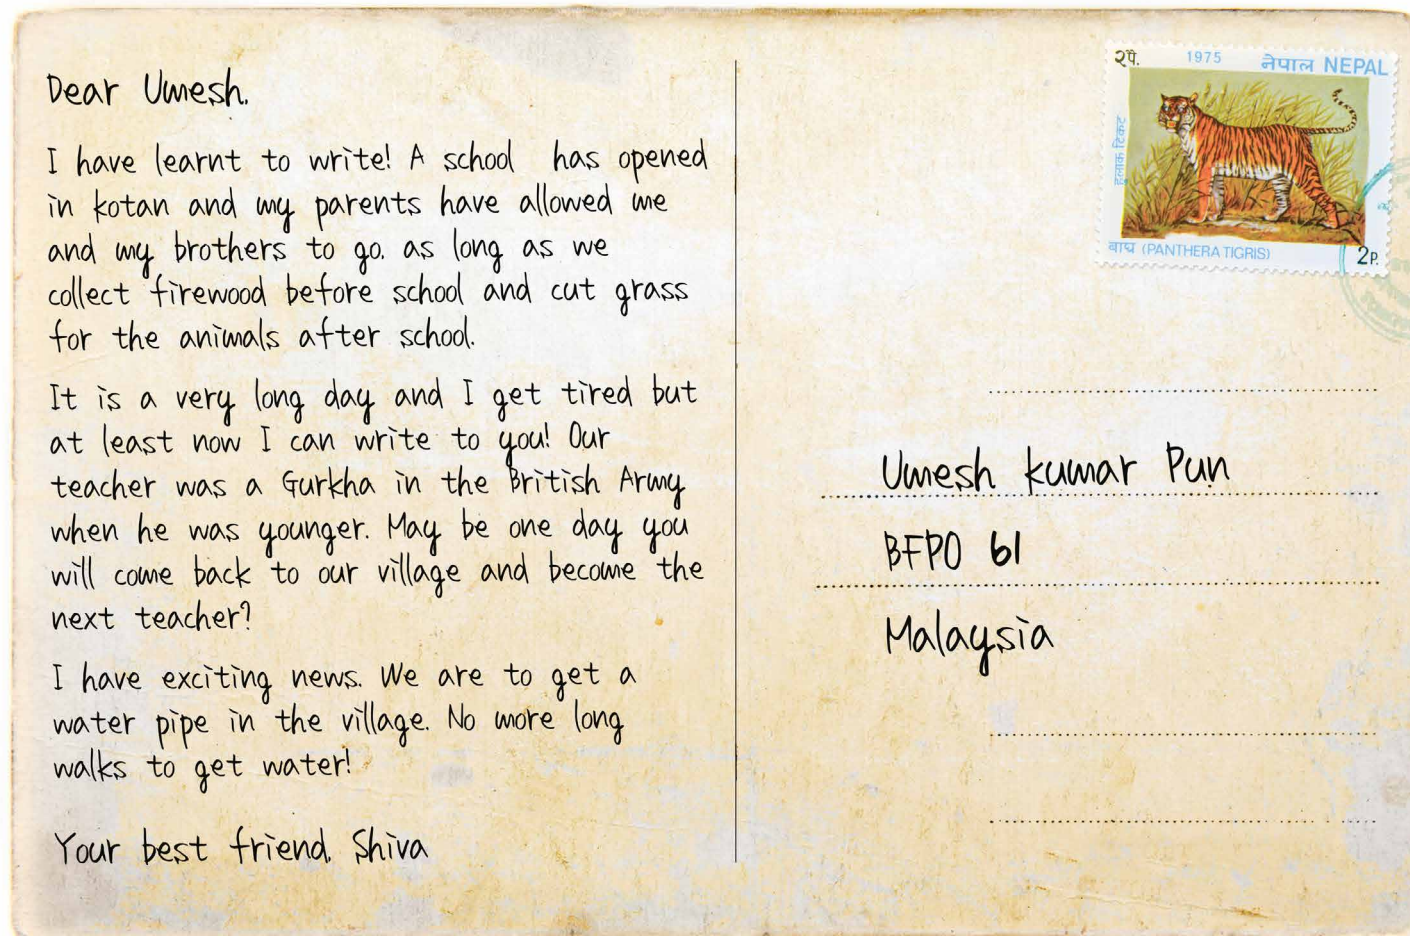 Dear Umesh,
I have learnt to write! A school has opened
in kotan and my parents have allowed me
and my brothers to go, as long as we
collect firewood before school and cut grass
for the animals after school.
It is a very long day and I get tired but
at least now I can write to you! Our
teacher was a Gurkha in the British Army
when he was younger. May be one day you
will come back to our village and become the
next teacher?
I have exciting news. We are to get a
water pipe in the village. No more long
walks to get water!
Your best friend, Shiva
२पै. 1975 नेपाल NEPAL
हुलाक टिकट
बाघ (PANTHERA TIGRIS) 2P.
Umesh kumar Pun
BFPO 61
Malaysia